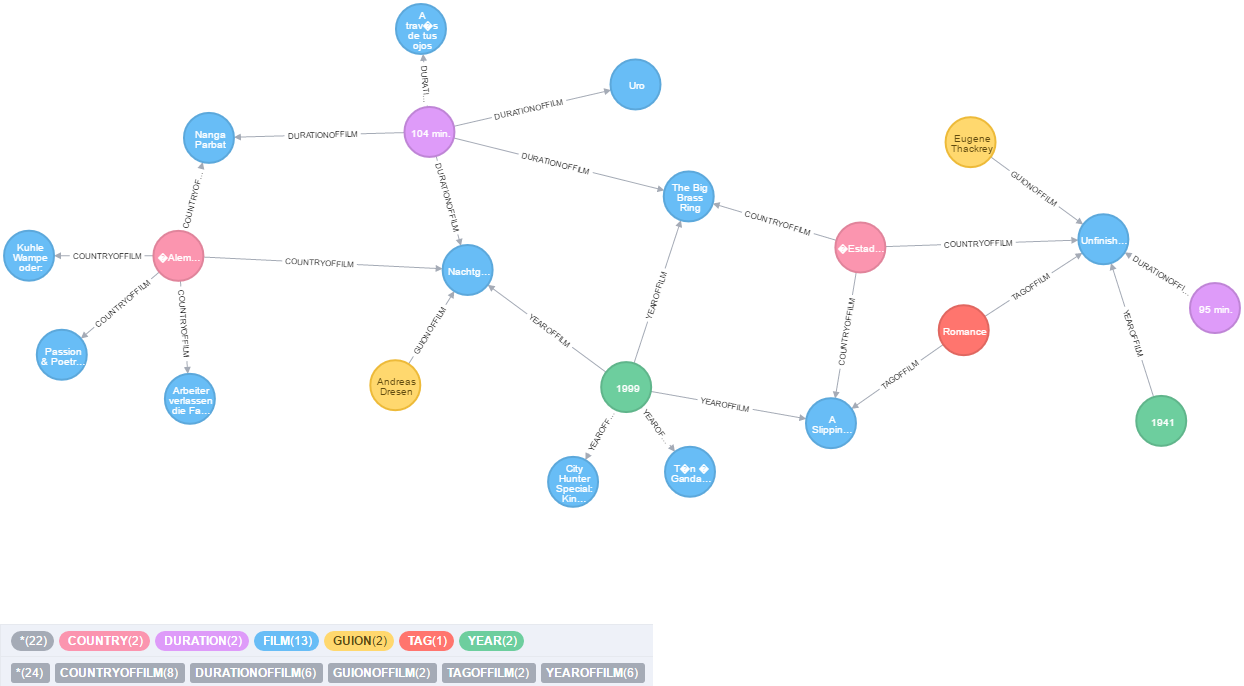 A
trav�s
de tus
ojos
DURATI...
Uro
DURATIONOFFILM
104 min.
DURATIONOFFILM
Nanga
Parbat
Eugene
Thackrey
DURATIONOFFILM
DURATIONOFFILM
GUIONOFFILM
COUNTRYOF...
The Big
Brass
Ring
COUNTRYOFFILM
Kuhle
Wampe
oder:
COUNTRYOFFILM
�Alem...
COUNTRYOFFILM
Nachtg...
�Estad...
COUNTRYOFFILM
Unfinish...
DURATIONOFFI...
95 min.
COUNTRYOFFILM
COUNTRYOFFILM
YEAROFFILM
TAGOFFILM
Passion
& Poetr...
GUIONOFFILM
YEAROFFILM
COUNTRYOFFILM
Romance
YEAROFFILM
Arbeiter
verlassen
die Fa...
Andreas
Dresen
1999
YEAROFFILM
TAGOFFILM
A
Slippin...
1941
YEAROFF...
YEAROF...
City
Hunter
Special:
Kin...
T�n �
Ganda...
*(22) COUNTRY(2) DURATION(2) FILM(13) GUION(2) TAG(1) YEAR(2)
*(24) COUNTRYOFFILM(8) DURATIONOFFILM(6) GUIONOFFILM(2) TAGOFFILM(2) YEAROFFILM(6)